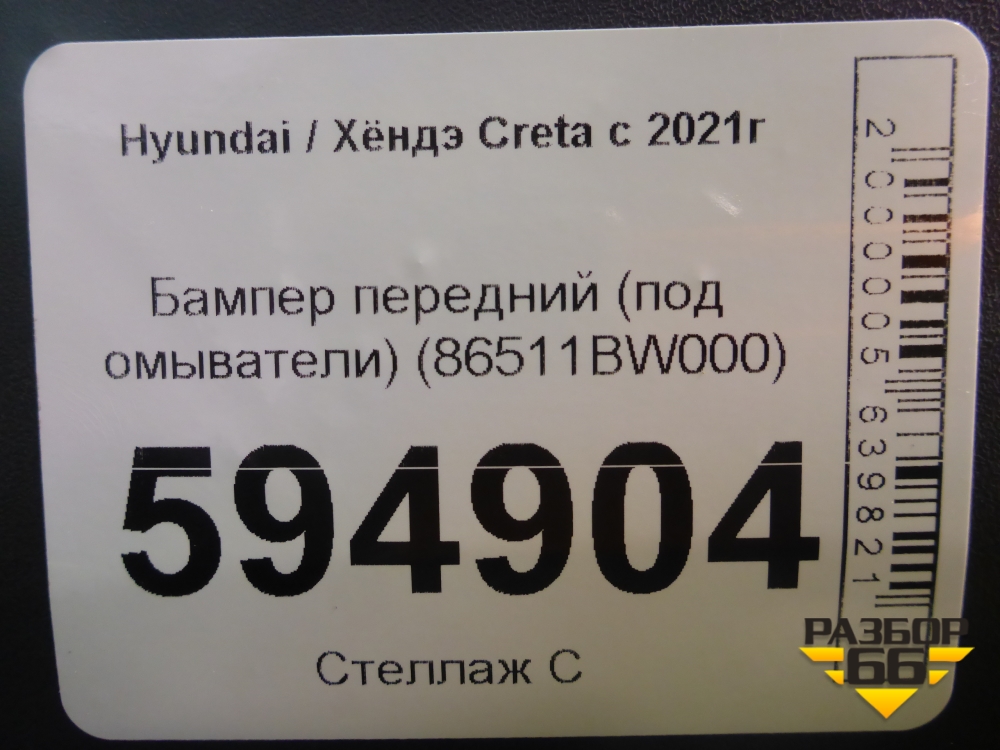 Hyundai / Хёндэ Creta с 2021г
Бампер передний (под
омыватели) (86511BW000)
594904
Стеллаж С
2000005639821
РАЗБОР
66